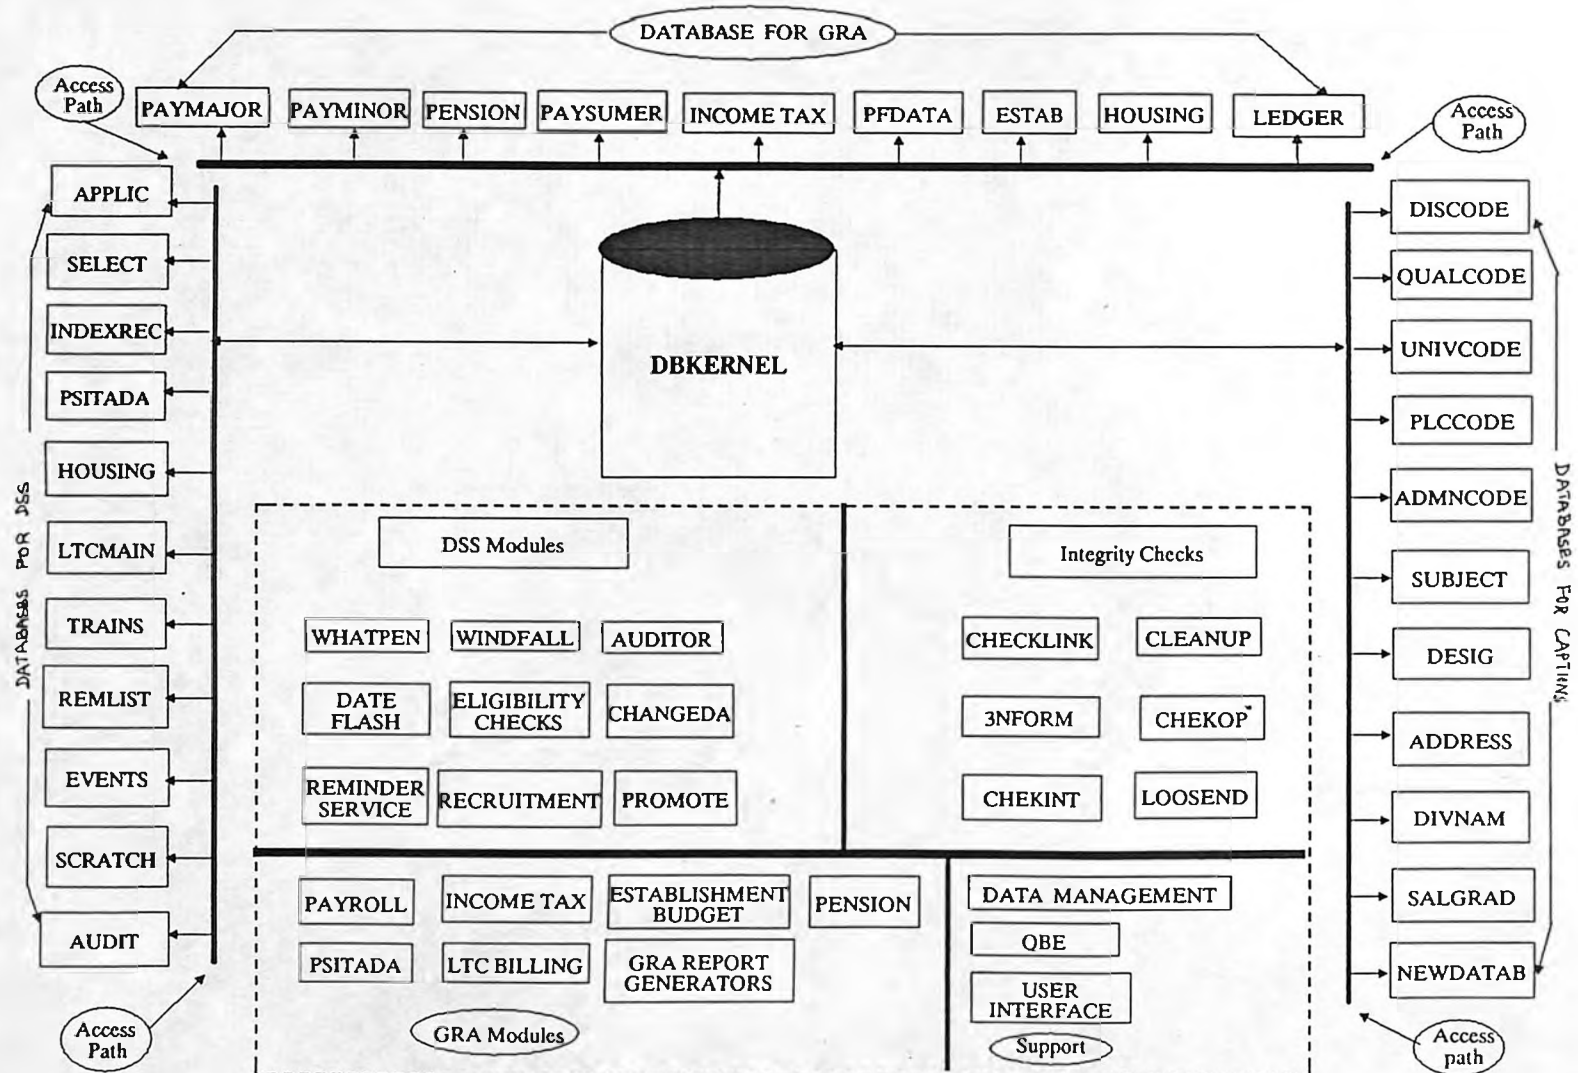 DATABASE FOR GRA
Access
Path
PAYMAJOR
PAYMINOR
PENSION
PAYSUMER
INCOME TAX
PFDATA
ESTAB
HOUSING
LEDGER
Access
Path
APPLIC
SELECT
INDEXREC
PSITADA
HOUSING
LTCMAIN
TRAINS
REMLIST
EVENTS
SCRATCH
AUDIT
DATABASES FOR DSS
Access
Path
DBKERNEL
DISCODE
QUALCODE
UNIVCODE
PLCCODE
ADMNCODE
SUBJECT
DESIG
ADDRESS
DIVNAM
SALGRAD
NEWDATAB
DATABASES FOR CAPTIONS
Access
path
DSS Modules
WHATPEN
WINDFALL
AUDITOR
DATE
FLASH
ELIGIBILITY
CHECKS
CHANGEDA
REMINDER
SERVICE
RECRUITMENT
PROMOTE
Integrity Checks
CHECKLINK
CLEANUP
3NFORM
CHEKOP
CHEKINT
LOOSEND
PAYROLL
INCOME TAX
ESTABLISHMENT
BUDGET
PENSION
PSITADA
LTC BILLING
GRA REPORT
GENERATORS
GRA Modules
DATA MANAGEMENT
QBE
USER
INTERFACE
Support